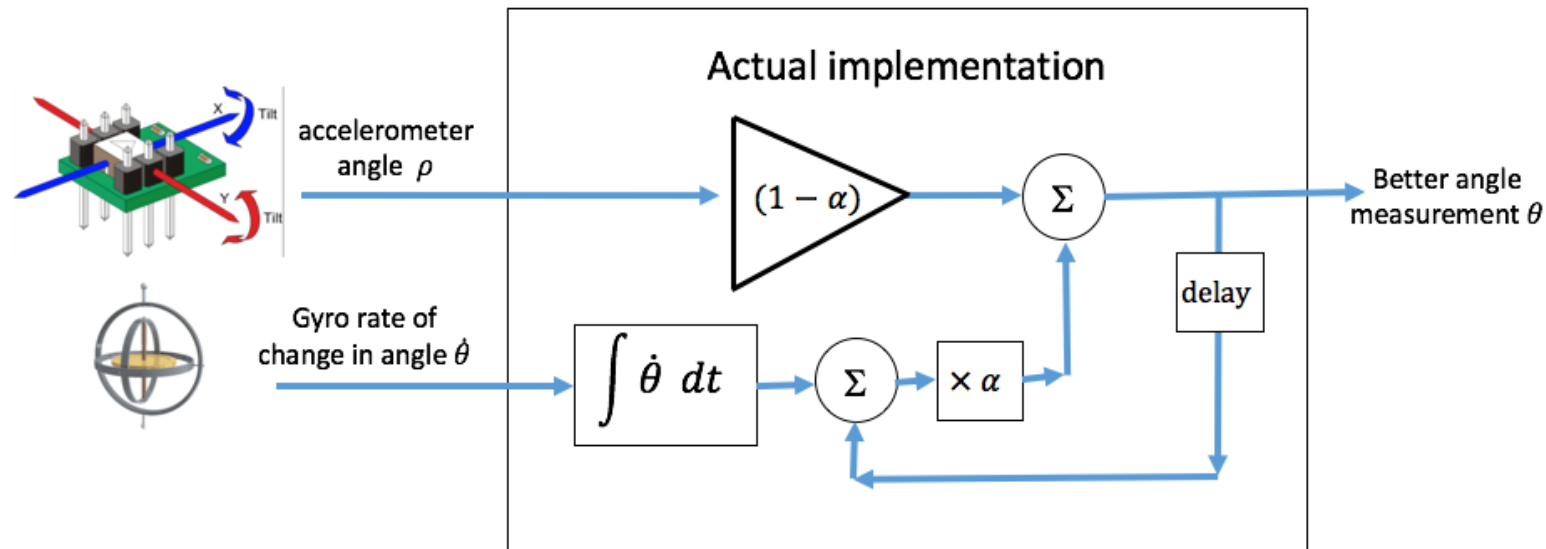 Actual implementation
X
Tilt
Y
Tilt
accelerometer
angle ρ
(1 − α)
Σ
Better angle
measurement θ
delay
Gyro rate of
change in angle θ̇
∫ θ̇ dt
Σ
× α